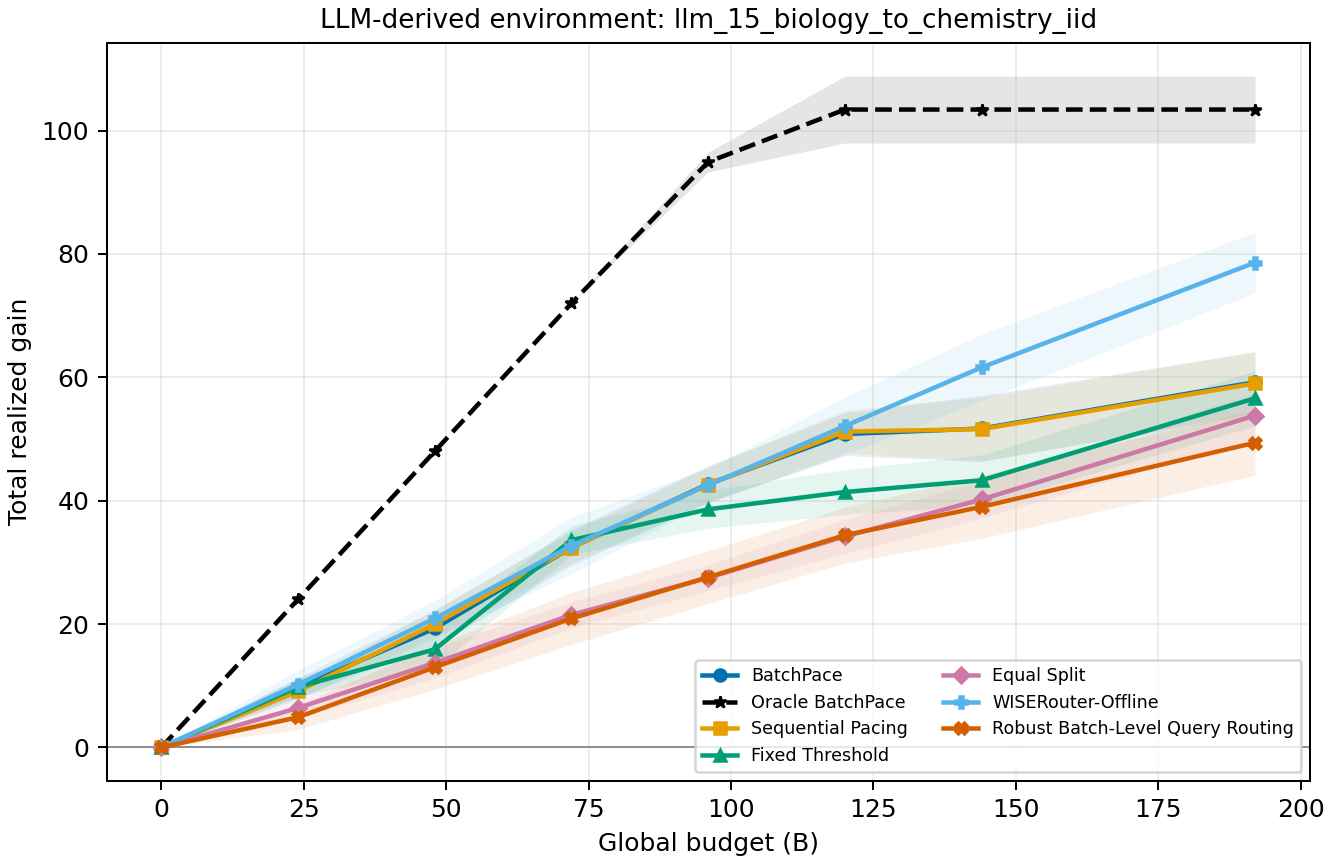 LLM-derived environment: llm_15_biology_to_chemistry_iid
Total realized gain
100
80
60
40
20
0
0 25 50 75 100 125 150 175 200
Global budget (B)
BatchPace
Oracle BatchPace
Sequential Pacing
Fixed Threshold
Equal Split
WISERouter-Offline
Robust Batch-Level Query Routing